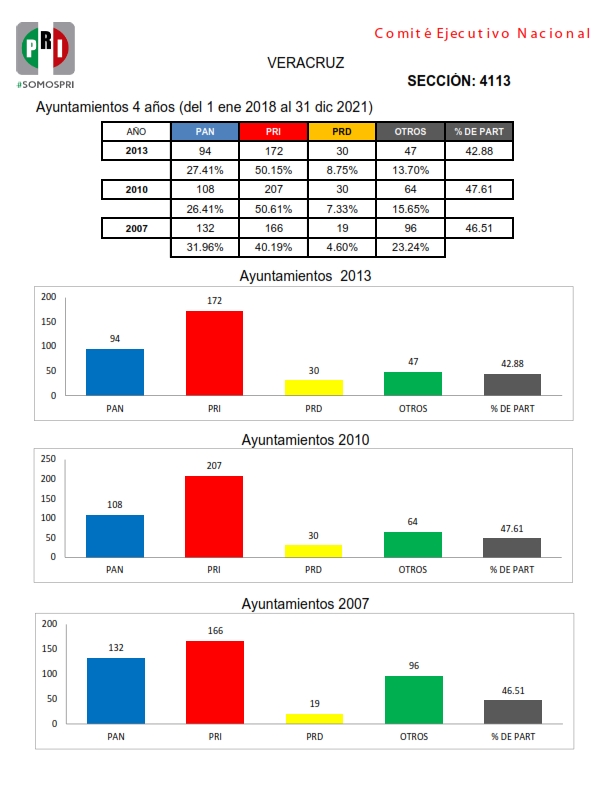 Comité Ejecutivo Nacional
PRI
#SOMOSPRI
VERACRUZ
SECCIÓN: 4113
Ayuntamientos 4 años (del 1 ene 2018 al 31 dic 2021)
AÑO PAN PRI PRD OTROS % DE PART
2013 94 172 30 47 42.88
27.41% 50.15% 8.75% 13.70%
2010 108 207 30 64 47.61
26.41% 50.61% 7.33% 15.65%
2007 132 166 19 96 46.51
31.96% 40.19% 4.60% 23.24%
Ayuntamientos 2013
200
150
100
50
0
94 172 30 47 42.88
PAN PRI PRD OTROS % DE PART
Ayuntamientos 2010
250
200
150
100
50
0
108 207 30 64 47.61
PAN PRI PRD OTROS % DE PART
Ayuntamientos 2007
200
150
100
50
0
132 166 19 96 46.51
PAN PRI PRD OTROS % DE PART